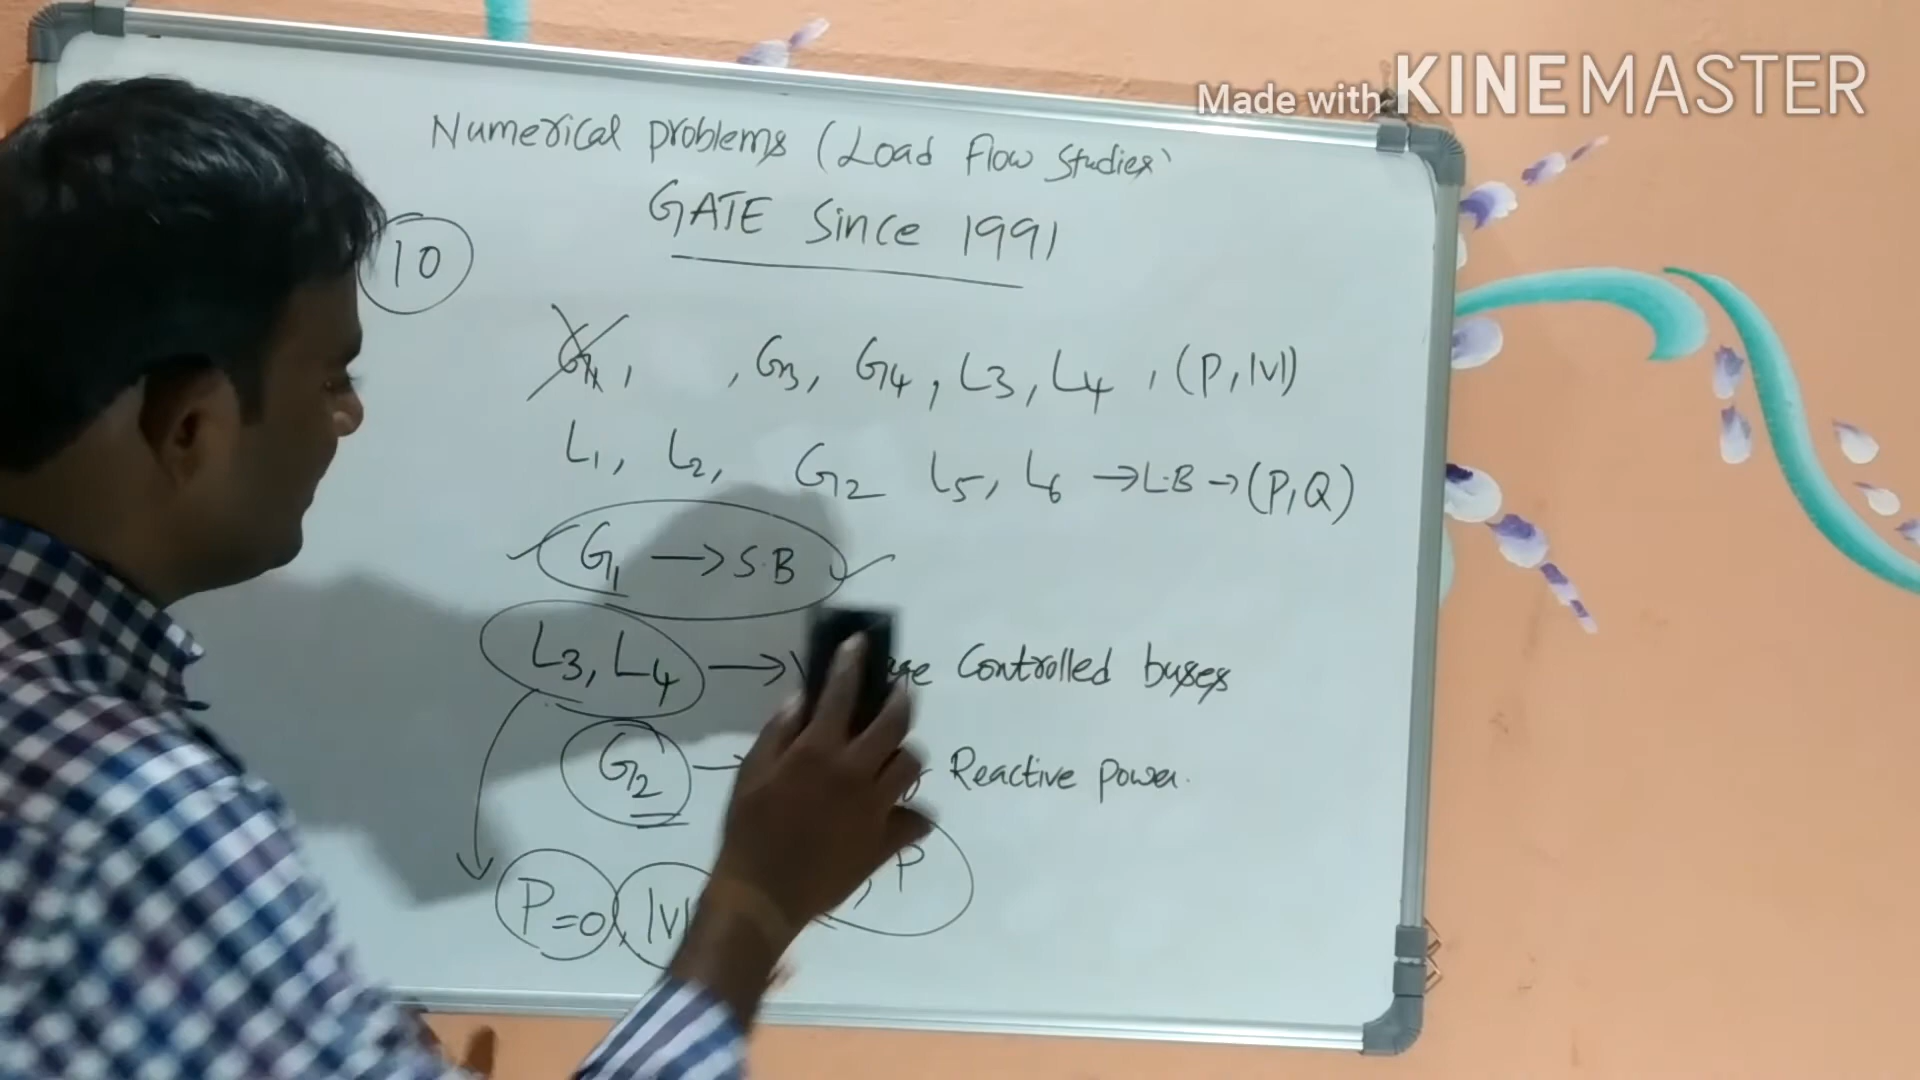 Made with KINEMASTER
Numerical problems (Load flow Studies)
GATE Since 1991
10
G1, , G3, G4, L3, L4, (P, |V|)
L1, L2, G2 L5, L6 → L.B → (P, Q)
G1 → S.B
L3, L4 → Controlled buses
G2 → Reactive power.
P=0, |V| , P